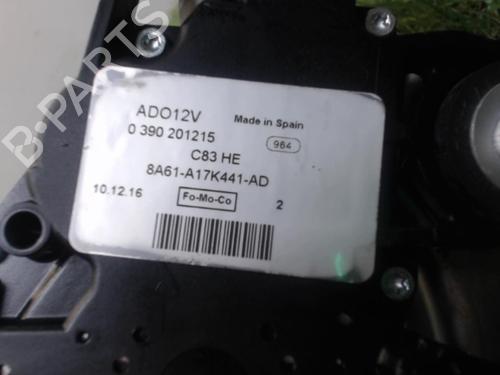 B-PARTS
ADO12V
Made in Spain
0 390 201215
964
C83 HE
8A61-A17K441-AD
10.12.16
Fo-Mo-Co
2